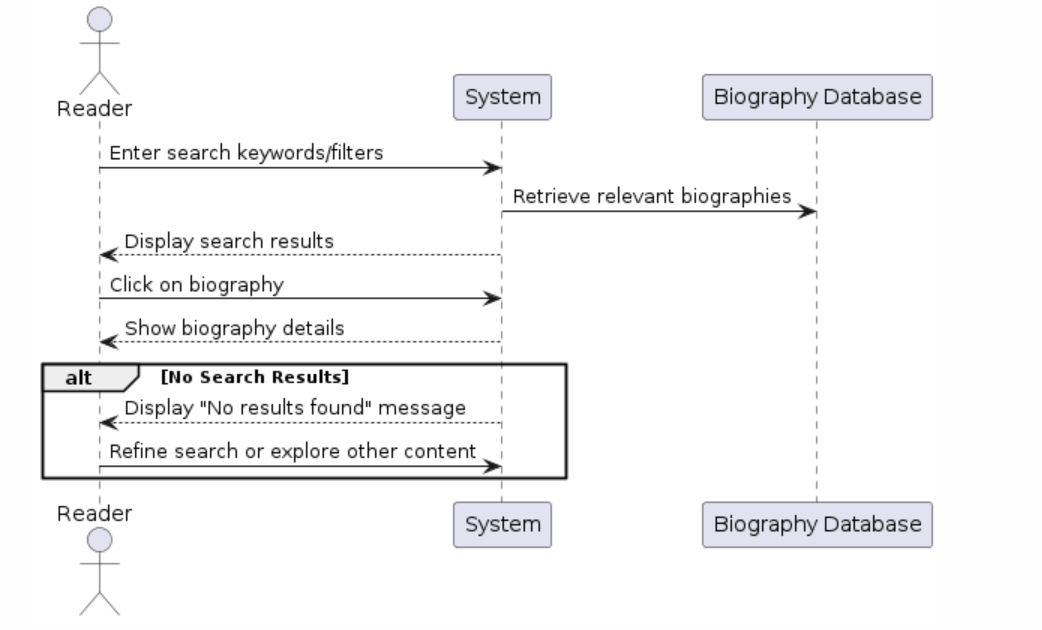 Reader
System
Biography Database
Enter search keywords/filters
Retrieve relevant biographies
Display search results
Click on biography
Show biography details
alt [No Search Results]
Display "No results found" message
Refine search or explore other content
Reader
System
Biography Database